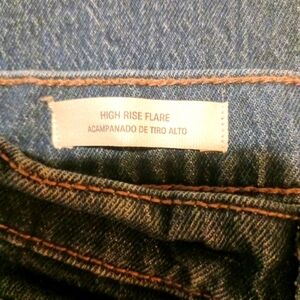 HIGH RISE FLARE
ACAMPANADO DE TIRO ALTO